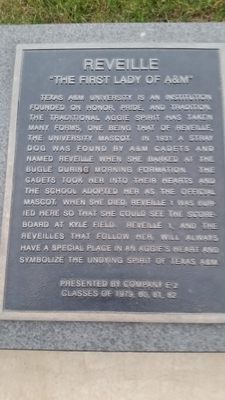 REVEILLE
"THE FIRST LADY OF A&M"
TEXAS A&M UNIVERSITY IS AN INSTITUTION
FOUNDED ON HONOR, PRIDE, AND TRADITION.
THE TRADITIONAL AGGIE SPIRIT HAS TAKEN
MANY FORMS, ONE BEING THAT OF REVEILLE,
THE UNIVERSITY MASCOT. IN 1931 A STRAY
DOG WAS FOUND BY A&M CADETS AND
NAMED REVEILLE WHEN SHE BARKED AT THE
BUGLE DURING MORNING FORMATION. THE
CADETS TOOK HER INTO THEIR HEARTS AND
THE SCHOOL ADOPTED HER AS THE OFFICIAL
MASCOT. WHEN SHE DIED, REVEILLE I WAS BUR-
IED HERE SO THAT SHE COULD SEE THE SCORE-
BOARD AT KYLE FIELD. REVEILLE I, AND THE
REVEILLES THAT FOLLOW HER, WILL ALWAYS
HAVE A SPECIAL PLACE IN AN AGGIE'S HEART AND
SYMBOLIZE THE UNDYING SPIRIT OF TEXAS A&M.
PRESENTED BY COMPANY E-2
CLASSES OF 1979, 80, 81, 82